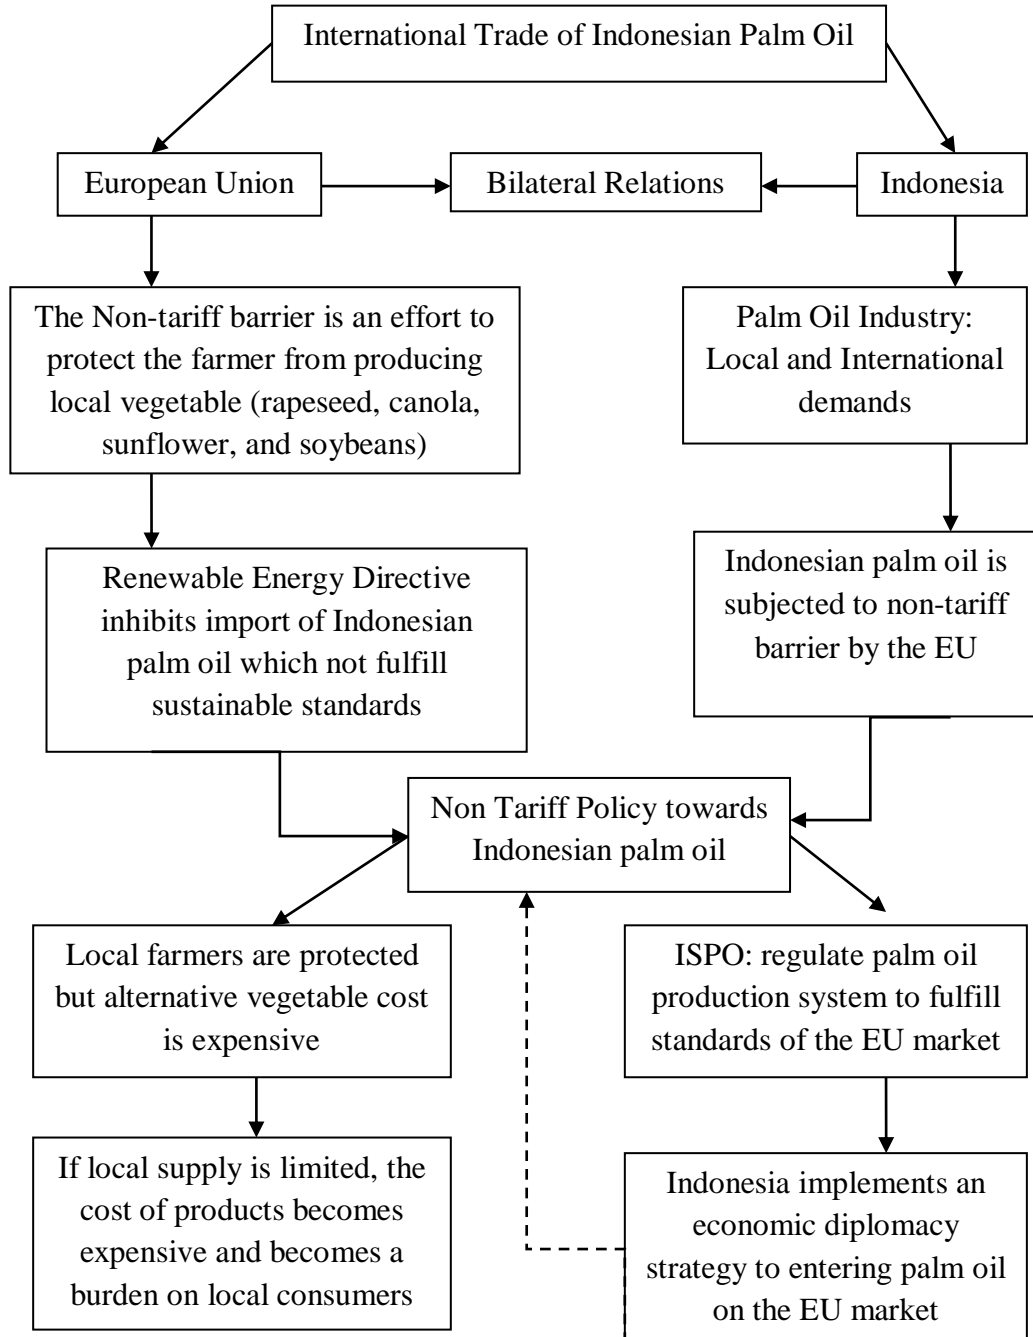 International Trade of Indonesian Palm Oil
European Union
Bilateral Relations
Indonesia
The Non-tariff barrier is an effort to
protect the farmer from producing
local vegetable (rapeseed, canola,
sunflower, and soybeans)
Palm Oil Industry:
Local and International
demands
Renewable Energy Directive
inhibits import of Indonesian
palm oil which not fulfill
sustainable standards
Indonesian palm oil is
subjected to non-tariff
barrier by the EU
Non Tariff Policy towards
Indonesian palm oil
Local farmers are protected
but alternative vegetable cost
is expensive
ISPO: regulate palm oil
production system to fulfill
standards of the EU market
If local supply is limited, the
cost of products becomes
expensive and becomes a
burden on local consumers
Indonesia implements an
economic diplomacy
strategy to entering palm oil
on the EU market